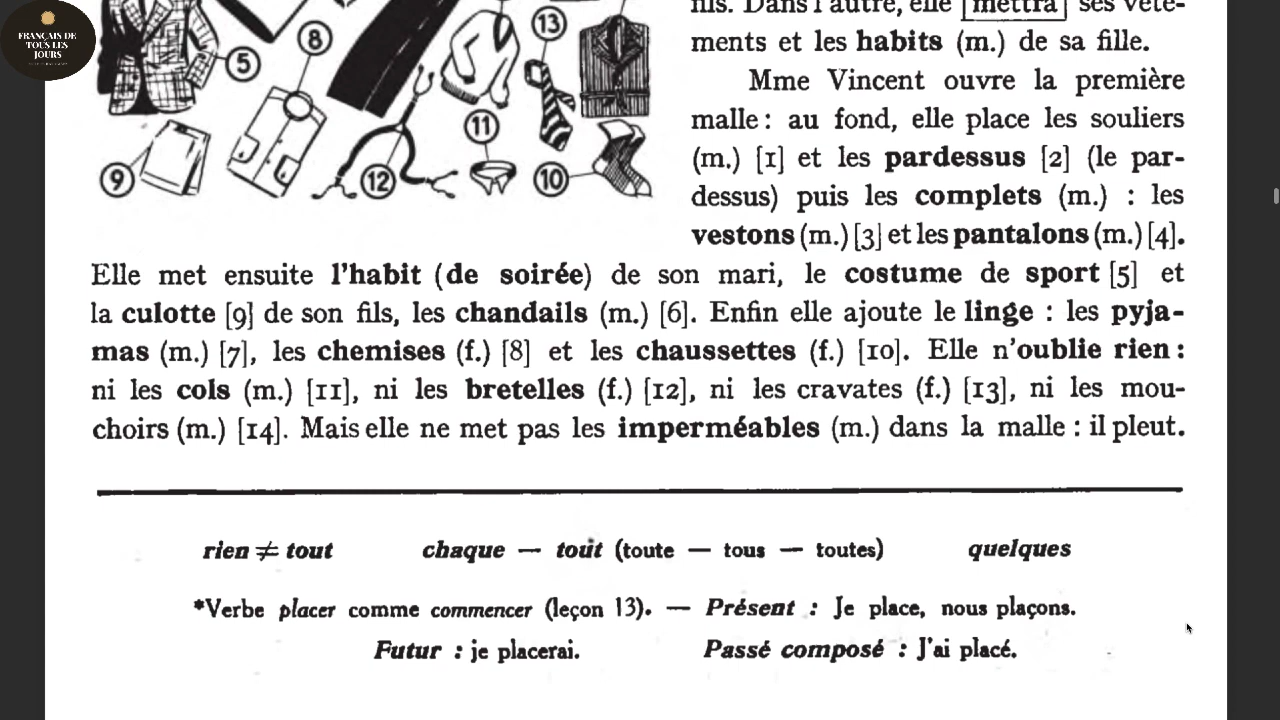 FRANÇAIS DE
TOUS LES
JOURS
5
8
9
11
12
13
10
fils. Dans l'autre, elle mettra ses vête-
ments et les habits (m.) de sa fille.
Mme Vincent ouvre la première
malle : au fond, elle place les souliers
(m.) [1] et les pardessus [2] (le par-
dessus) puis les complets (m.) : les
vestons (m.) [3] et les pantalons (m.) [4].
Elle met ensuite l'habit (de soirée) de son mari, le costume de sport [5] et
la culotte [9] de son fils, les chandails (m.) [6]. Enfin elle ajoute le linge : les pyja-
mas (m.) [7], les chemises (f.) [8] et les chaussettes (f.) [10]. Elle n'oublie rien :
ni les cols (m.) [11], ni les bretelles (f.) [12], ni les cravates (f.) [13], ni les mou-
choirs (m.) [14]. Mais elle ne met pas les imperméables (m.) dans la malle : il pleut.
rien ≠ tout chaque — tout (toute — tous — toutes) quelques
*Verbe placer comme commencer (leçon 13). — Présent : Je place, nous plaçons.
Futur : je placerai. Passé composé : J'ai placé.